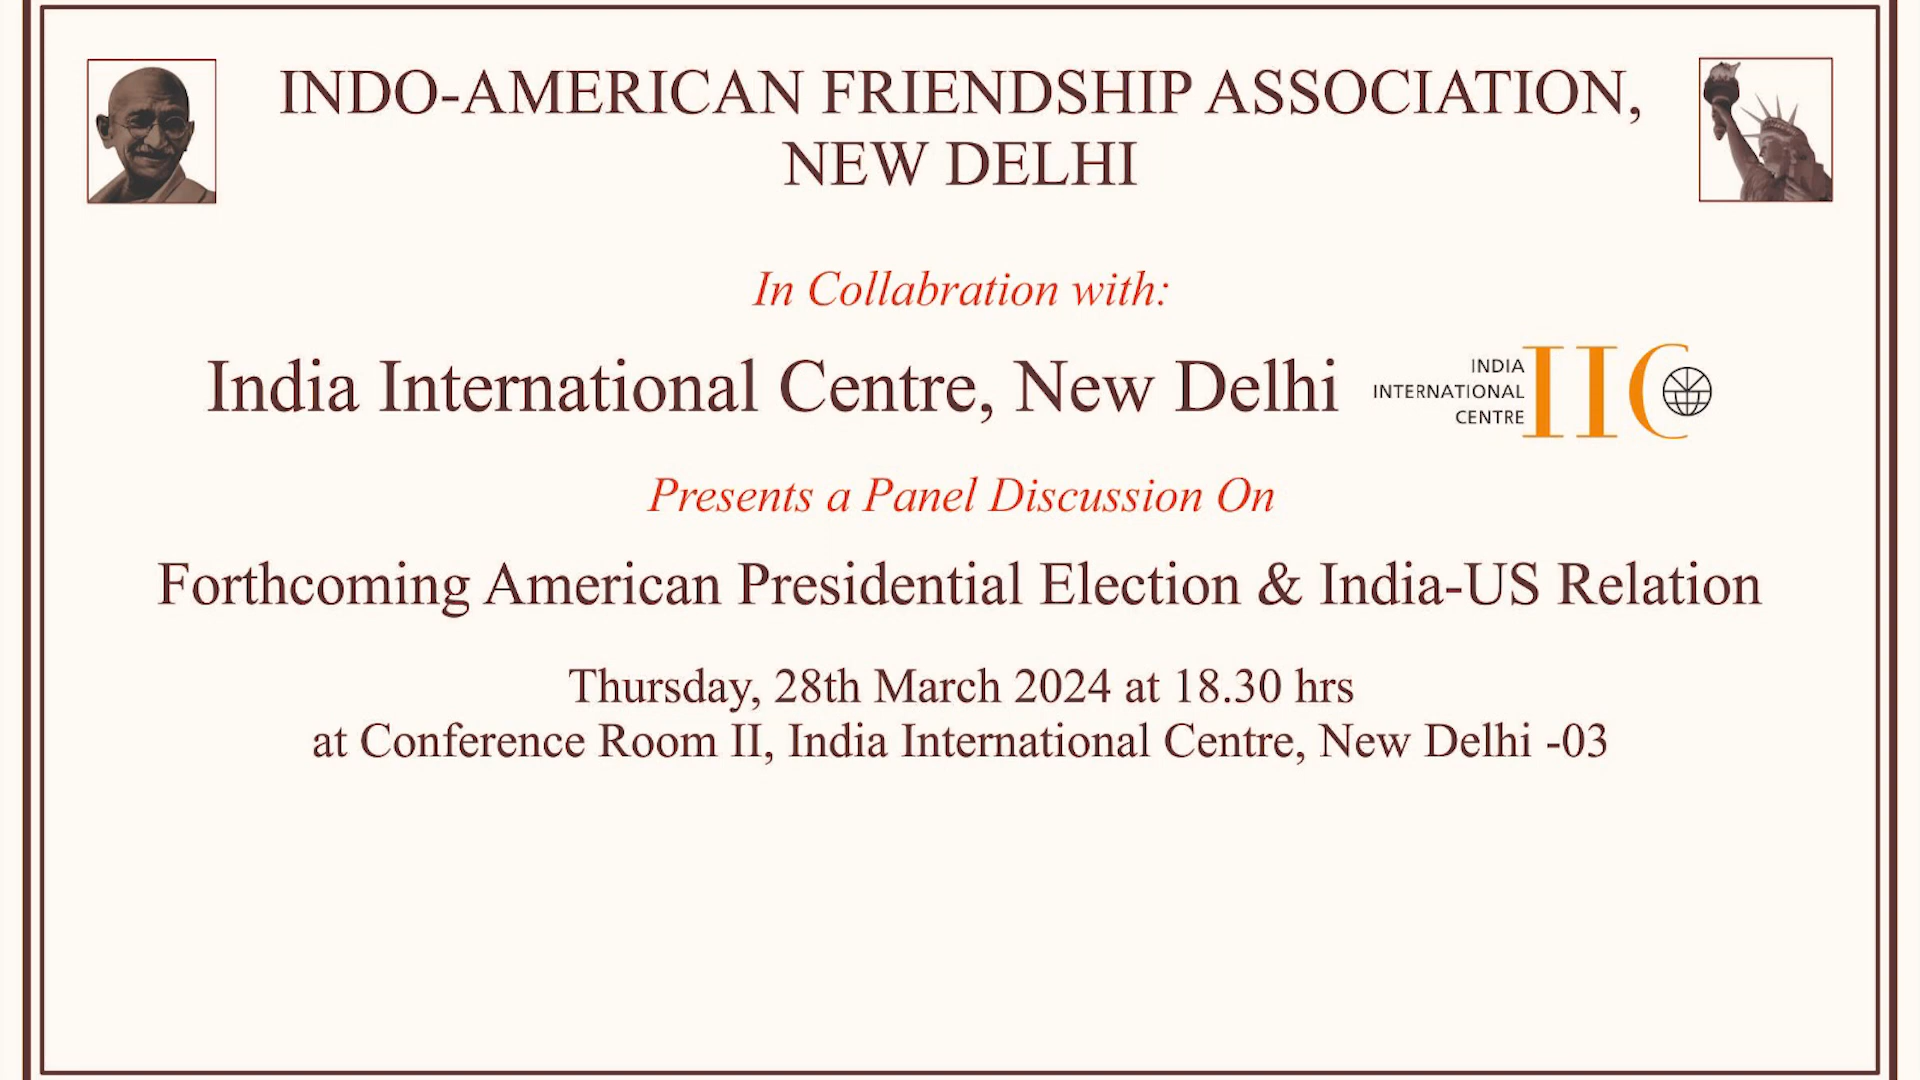 INDO-AMERICAN FRIENDSHIP ASSOCIATION,
NEW DELHI
In Collabration with:
India International Centre, New Delhi
INDIA
INTERNATIONAL
CENTRE
IIC
Presents a Panel Discussion On
Forthcoming American Presidential Election & India-US Relation
Thursday, 28th March 2024 at 18.30 hrs
at Conference Room II, India International Centre, New Delhi -03